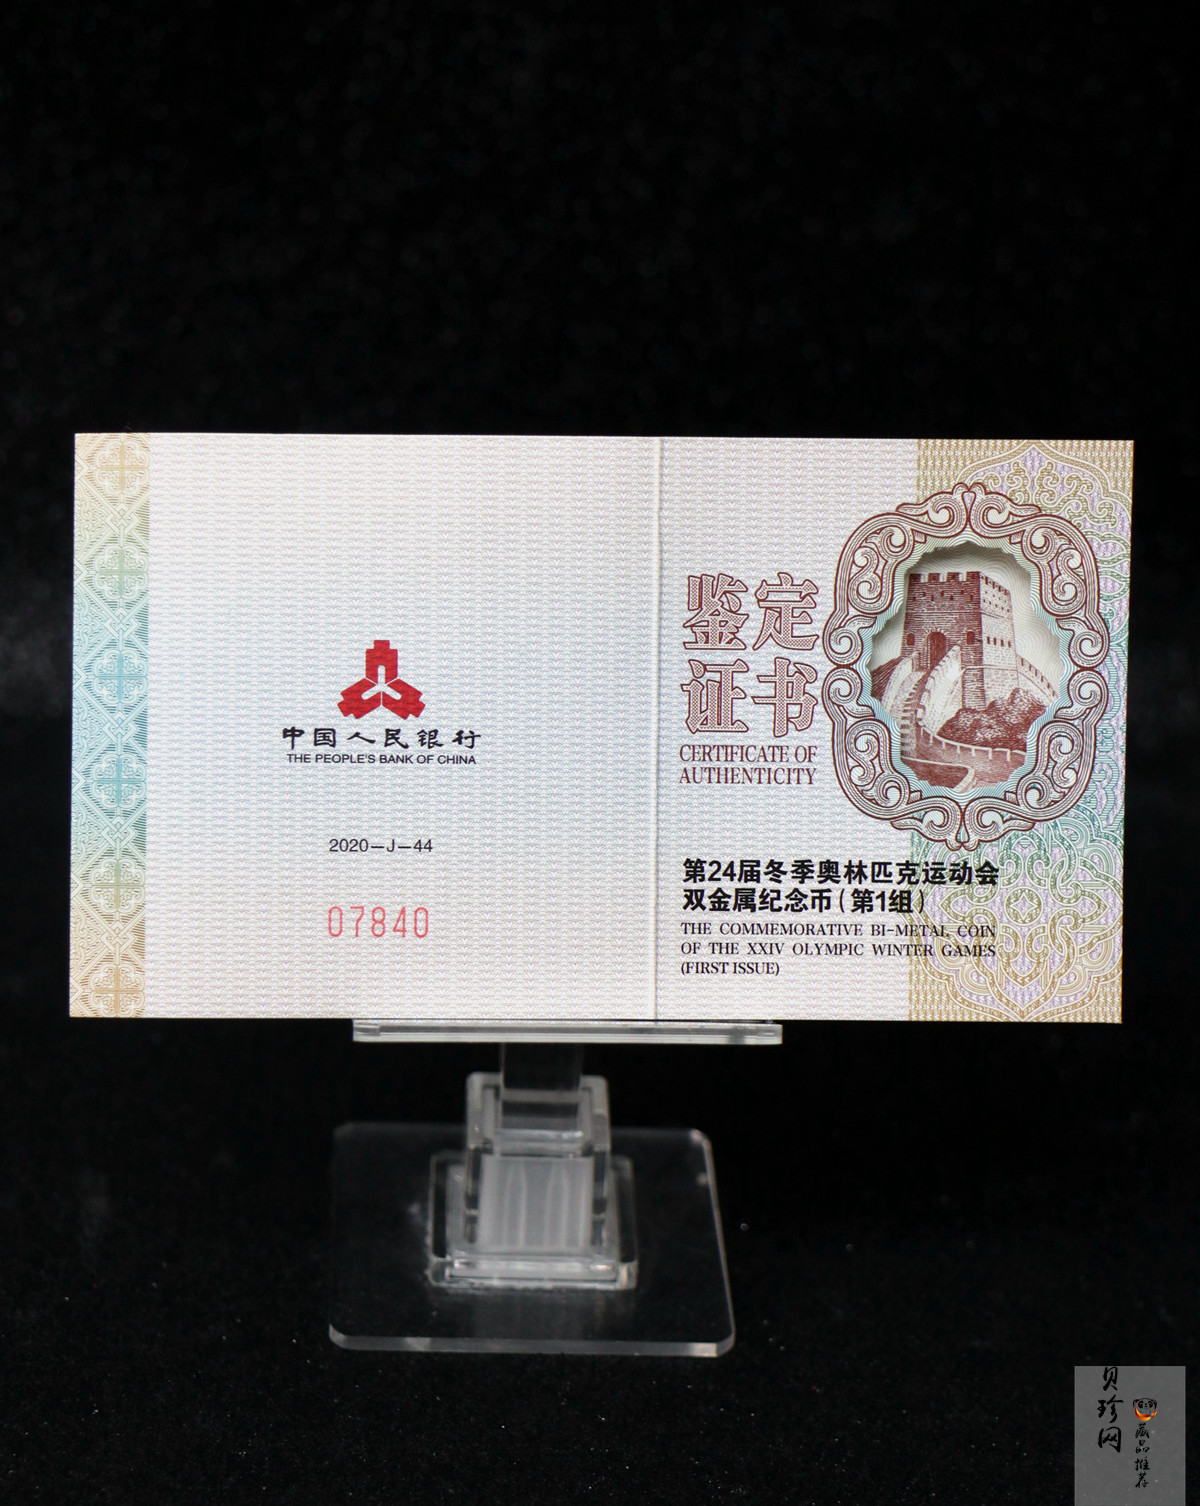 中国人民银行
THE PEOPLE'S BANK OF CHINA
2020-J-44
07840
鉴定
证书
CERTIFICATE OF
AUTHENTICITY
第24届冬季奥林匹克运动会
双金属纪念币(第1组)
THE COMMEMORATIVE BI-METAL COIN
OF THE XXIV OLYMPIC WINTER GAMES
(FIRST ISSUE)
贝珍网
藏品推荐